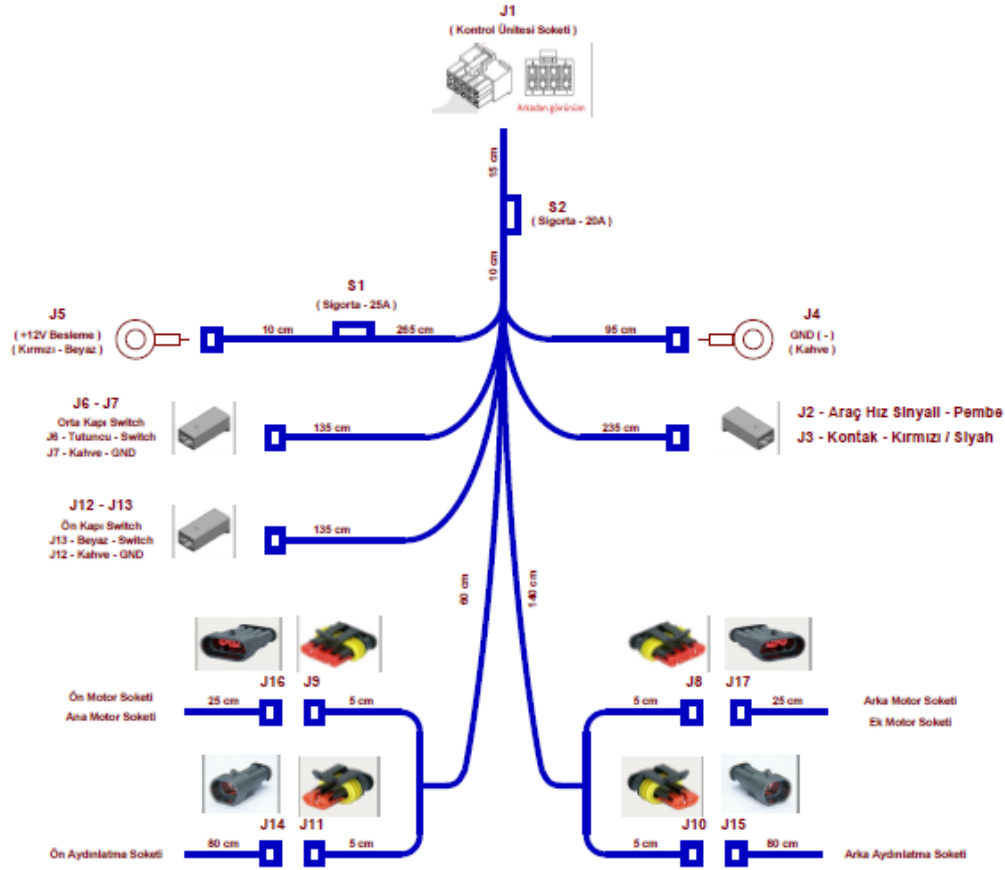 J1
( Kontrol Ünitesi Soketi )
Arkadan görünüm
15 cm
S2
( Sigorta - 20A )
10 cm
S1
( Sigorta - 25A )
J5
( +12V Besleme )
( Kırmızı - Beyaz )
10 cm
265 cm
95 cm
J4
GND ( - )
( Kahve )
J6 - J7
Orta Kapı Switch
J6 - Tutuncu - Switch
J7 - Kahve - GND
135 cm
235 cm
J2 - Araç Hız Sinyali - Pembe
J3 - Kontak - Kırmızı / Siyah
J12 - J13
Ön Kapı Switch
J13 - Beyaz - Switch
J12 - Kahve - GND
135 cm
60 cm
140 cm
J16
J9
J8
J17
Ön Motor Soketi
Ana Motor Soketi
25 cm
5 cm
5 cm
25 cm
Arka Motor Soketi
Ek Motor Soketi
J14
J11
J10
J15
Ön Aydınlatma Soketi
80 cm
5 cm
5 cm
80 cm
Arka Aydınlatma Soketi